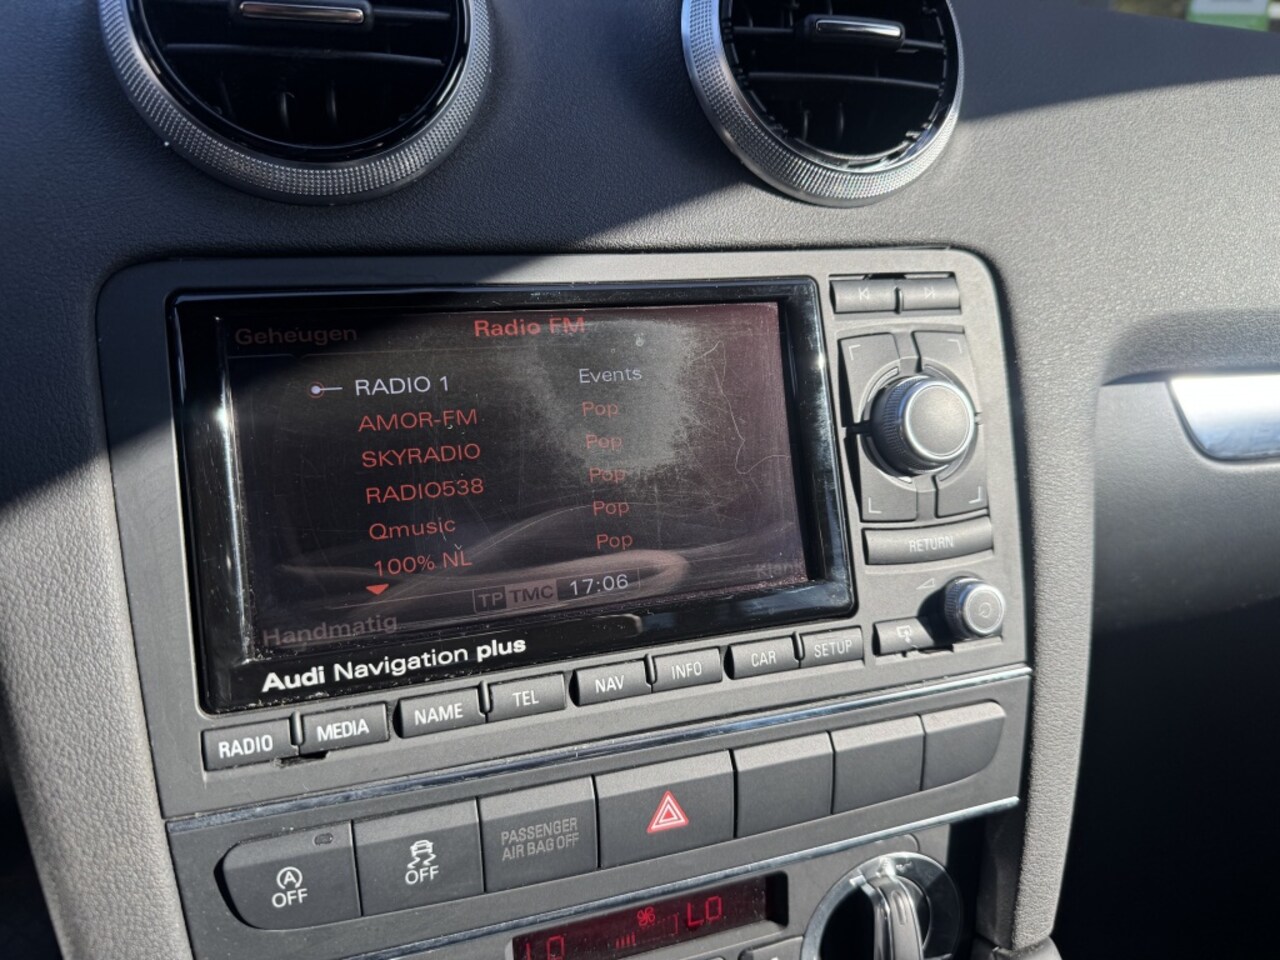 Geheugen
Radio FM
RADIO 1 Events
AMOR-FM Pop
SKYRADIO Pop
RADIO538 Pop
Qmusic Pop
100% NL Pop
TP TMC 17:06
Klank
Handmatig
Audi Navigation plus
RETURN
RADIO
MEDIA
NAME
TEL
NAV
INFO
CAR
SETUP
A
OFF
OFF
PASSENGER
AIR BAG OFF
LO
LO